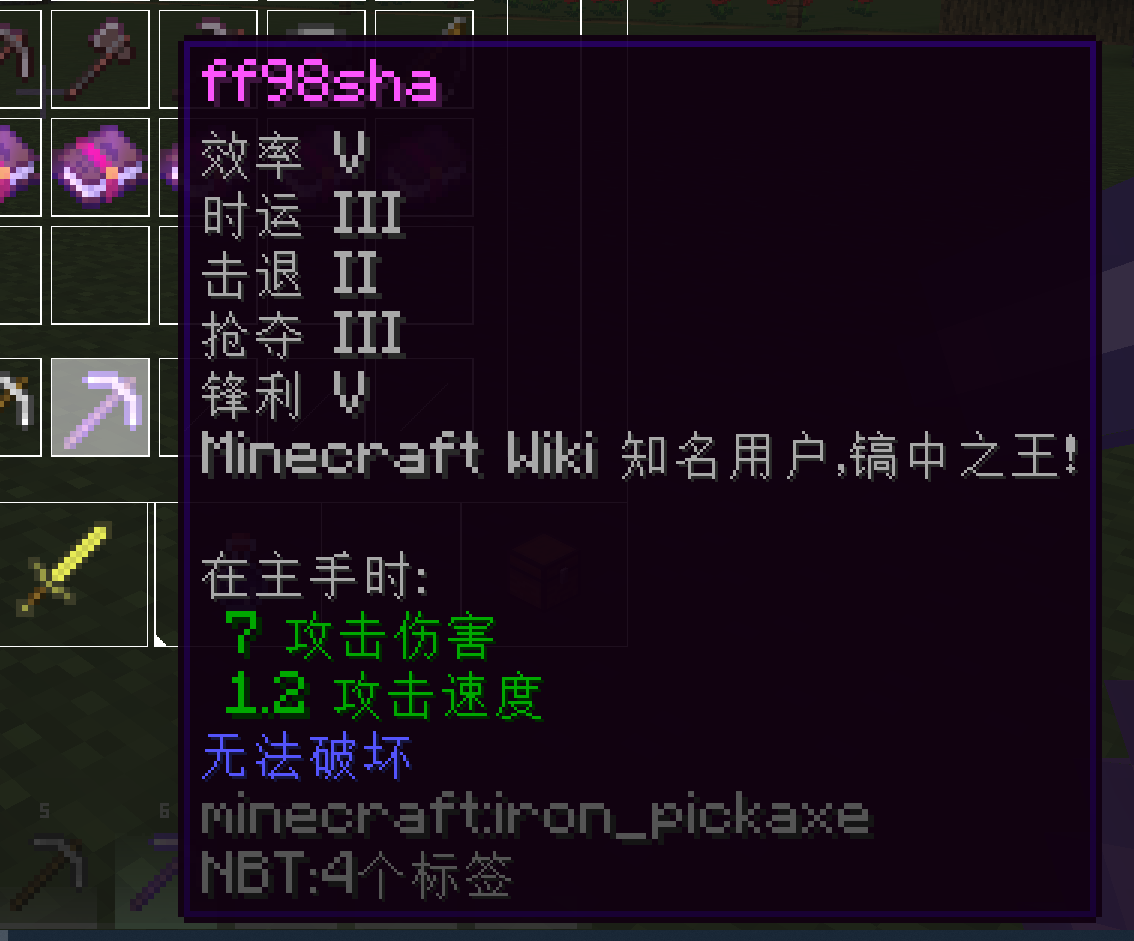 ff98sha
效率 V
时运 III
击退 II
抢夺 III
锋利 V
Minecraft Wiki 知名用户,镐中之王!
在主手时:
7 攻击伤害
1.2 攻击速度
无法破坏
minecraft:iron_pickaxe
NBT:4个标签
5 6